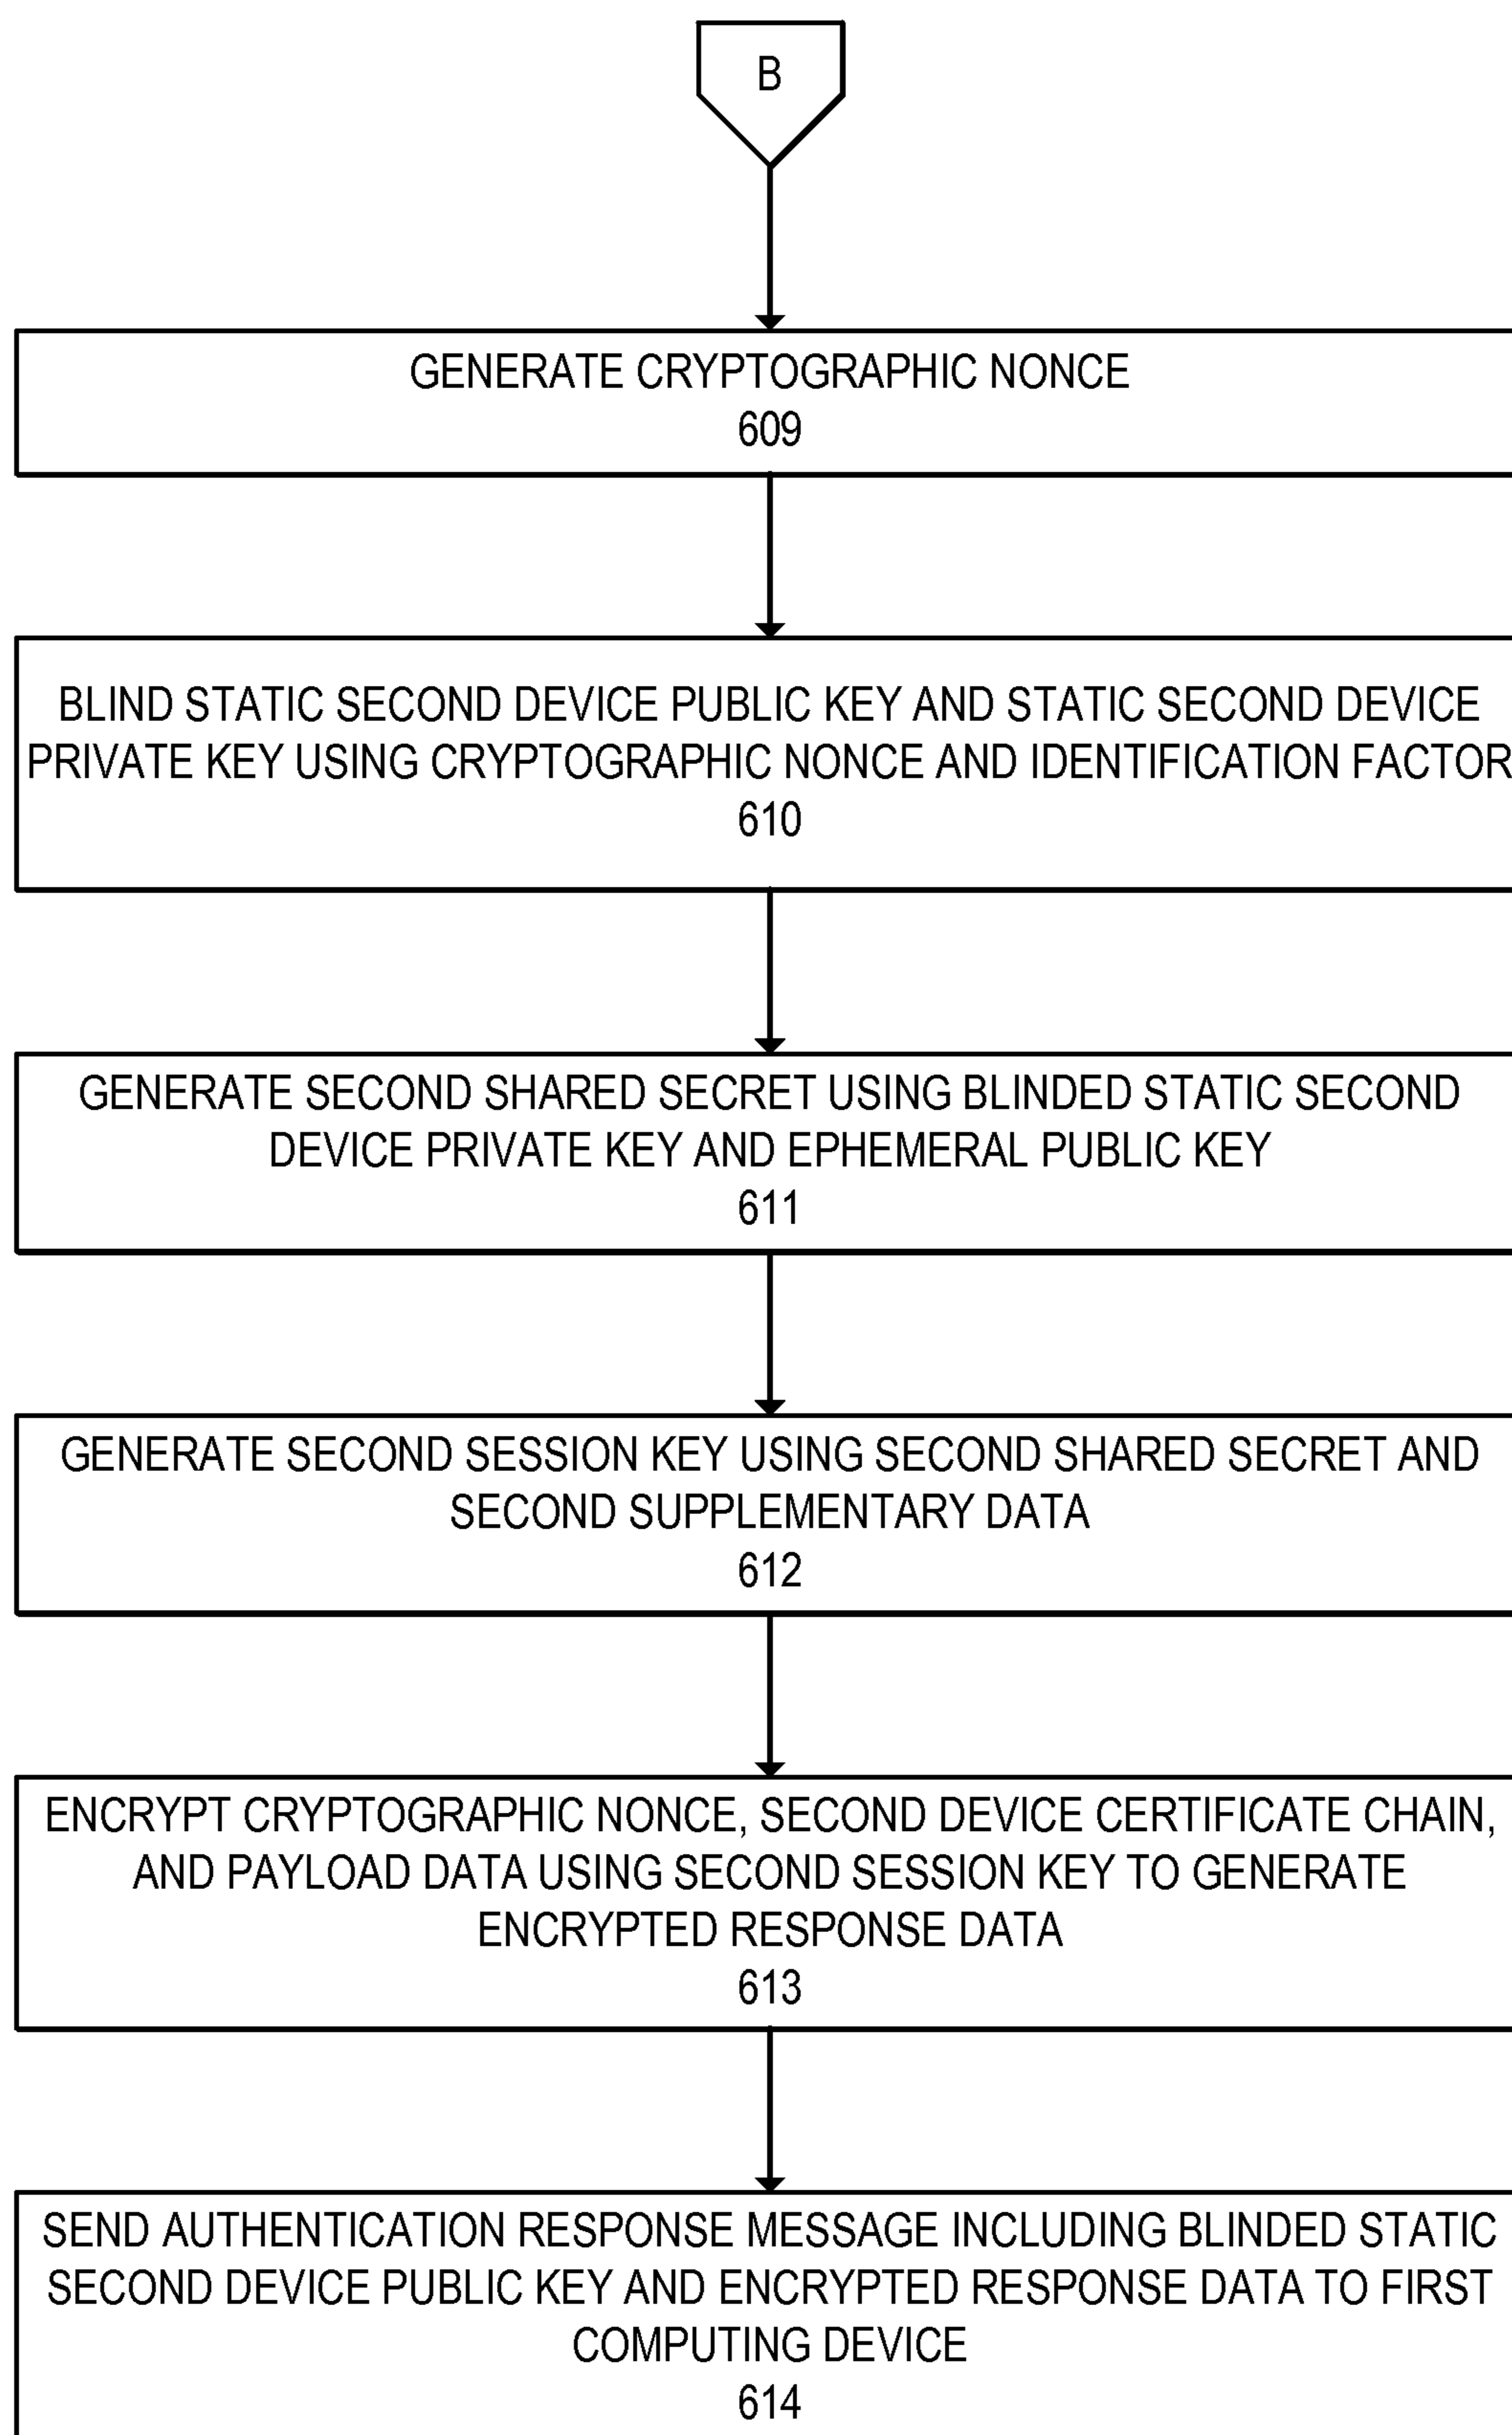 B
GENERATE CRYPTOGRAPHIC NONCE
609
BLIND STATIC SECOND DEVICE PUBLIC KEY AND STATIC SECOND DEVICE
PRIVATE KEY USING CRYPTOGRAPHIC NONCE AND IDENTIFICATION FACTOR
610
GENERATE SECOND SHARED SECRET USING BLINDED STATIC SECOND
DEVICE PRIVATE KEY AND EPHEMERAL PUBLIC KEY
611
GENERATE SECOND SESSION KEY USING SECOND SHARED SECRET AND
SECOND SUPPLEMENTARY DATA
612
ENCRYPT CRYPTOGRAPHIC NONCE, SECOND DEVICE CERTIFICATE CHAIN,
AND PAYLOAD DATA USING SECOND SESSION KEY TO GENERATE
ENCRYPTED RESPONSE DATA
613
SEND AUTHENTICATION RESPONSE MESSAGE INCLUDING BLINDED STATIC
SECOND DEVICE PUBLIC KEY AND ENCRYPTED RESPONSE DATA TO FIRST
COMPUTING DEVICE
614